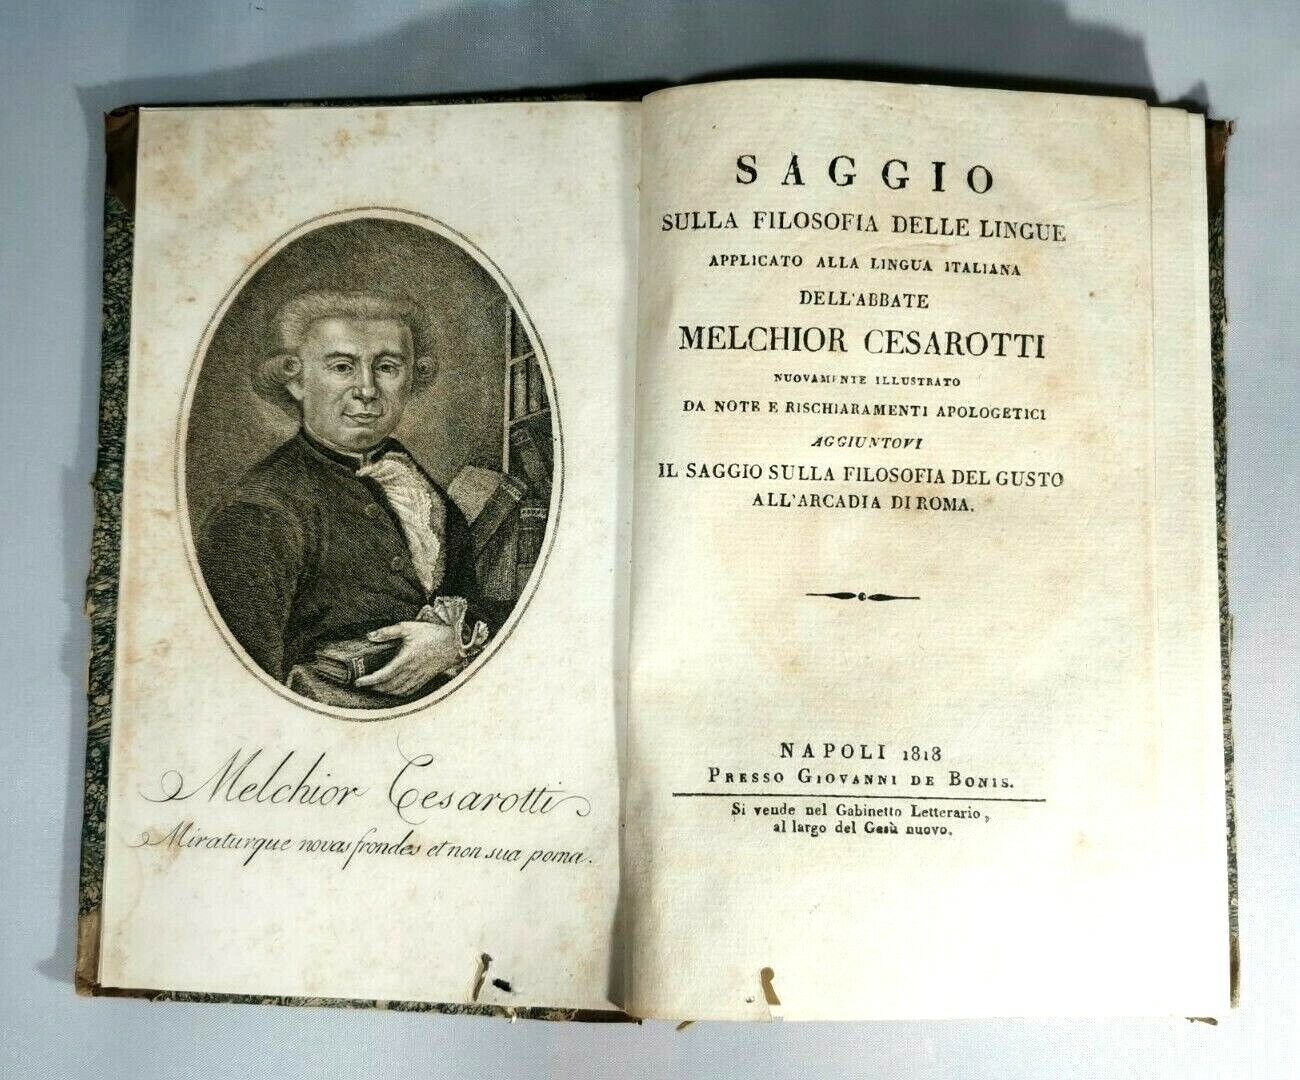 Melchior Cesarotti
Miraturque novas frondes et non sua poma.
SAGGIO
SULLA FILOSOFIA DELLE LINGUE
APPLICATO ALLA LINGUA ITALIANA
DELL'ABBATE
MELCHIOR CESAROTTI
NUOVAMENTE ILLUSTRATO
DA NOTE E RISCHIARAMENTI APOLOGETICI
AGGIUNTOVI
IL SAGGIO SULLA FILOSOFIA DEL GUSTO
ALL'ARCADIA DI ROMA.
NAPOLI 1818
PRESSO GIOVANNI DE BONIS.
Si vende nel Gabinetto Letterario,
al largo del Gesù nuovo.